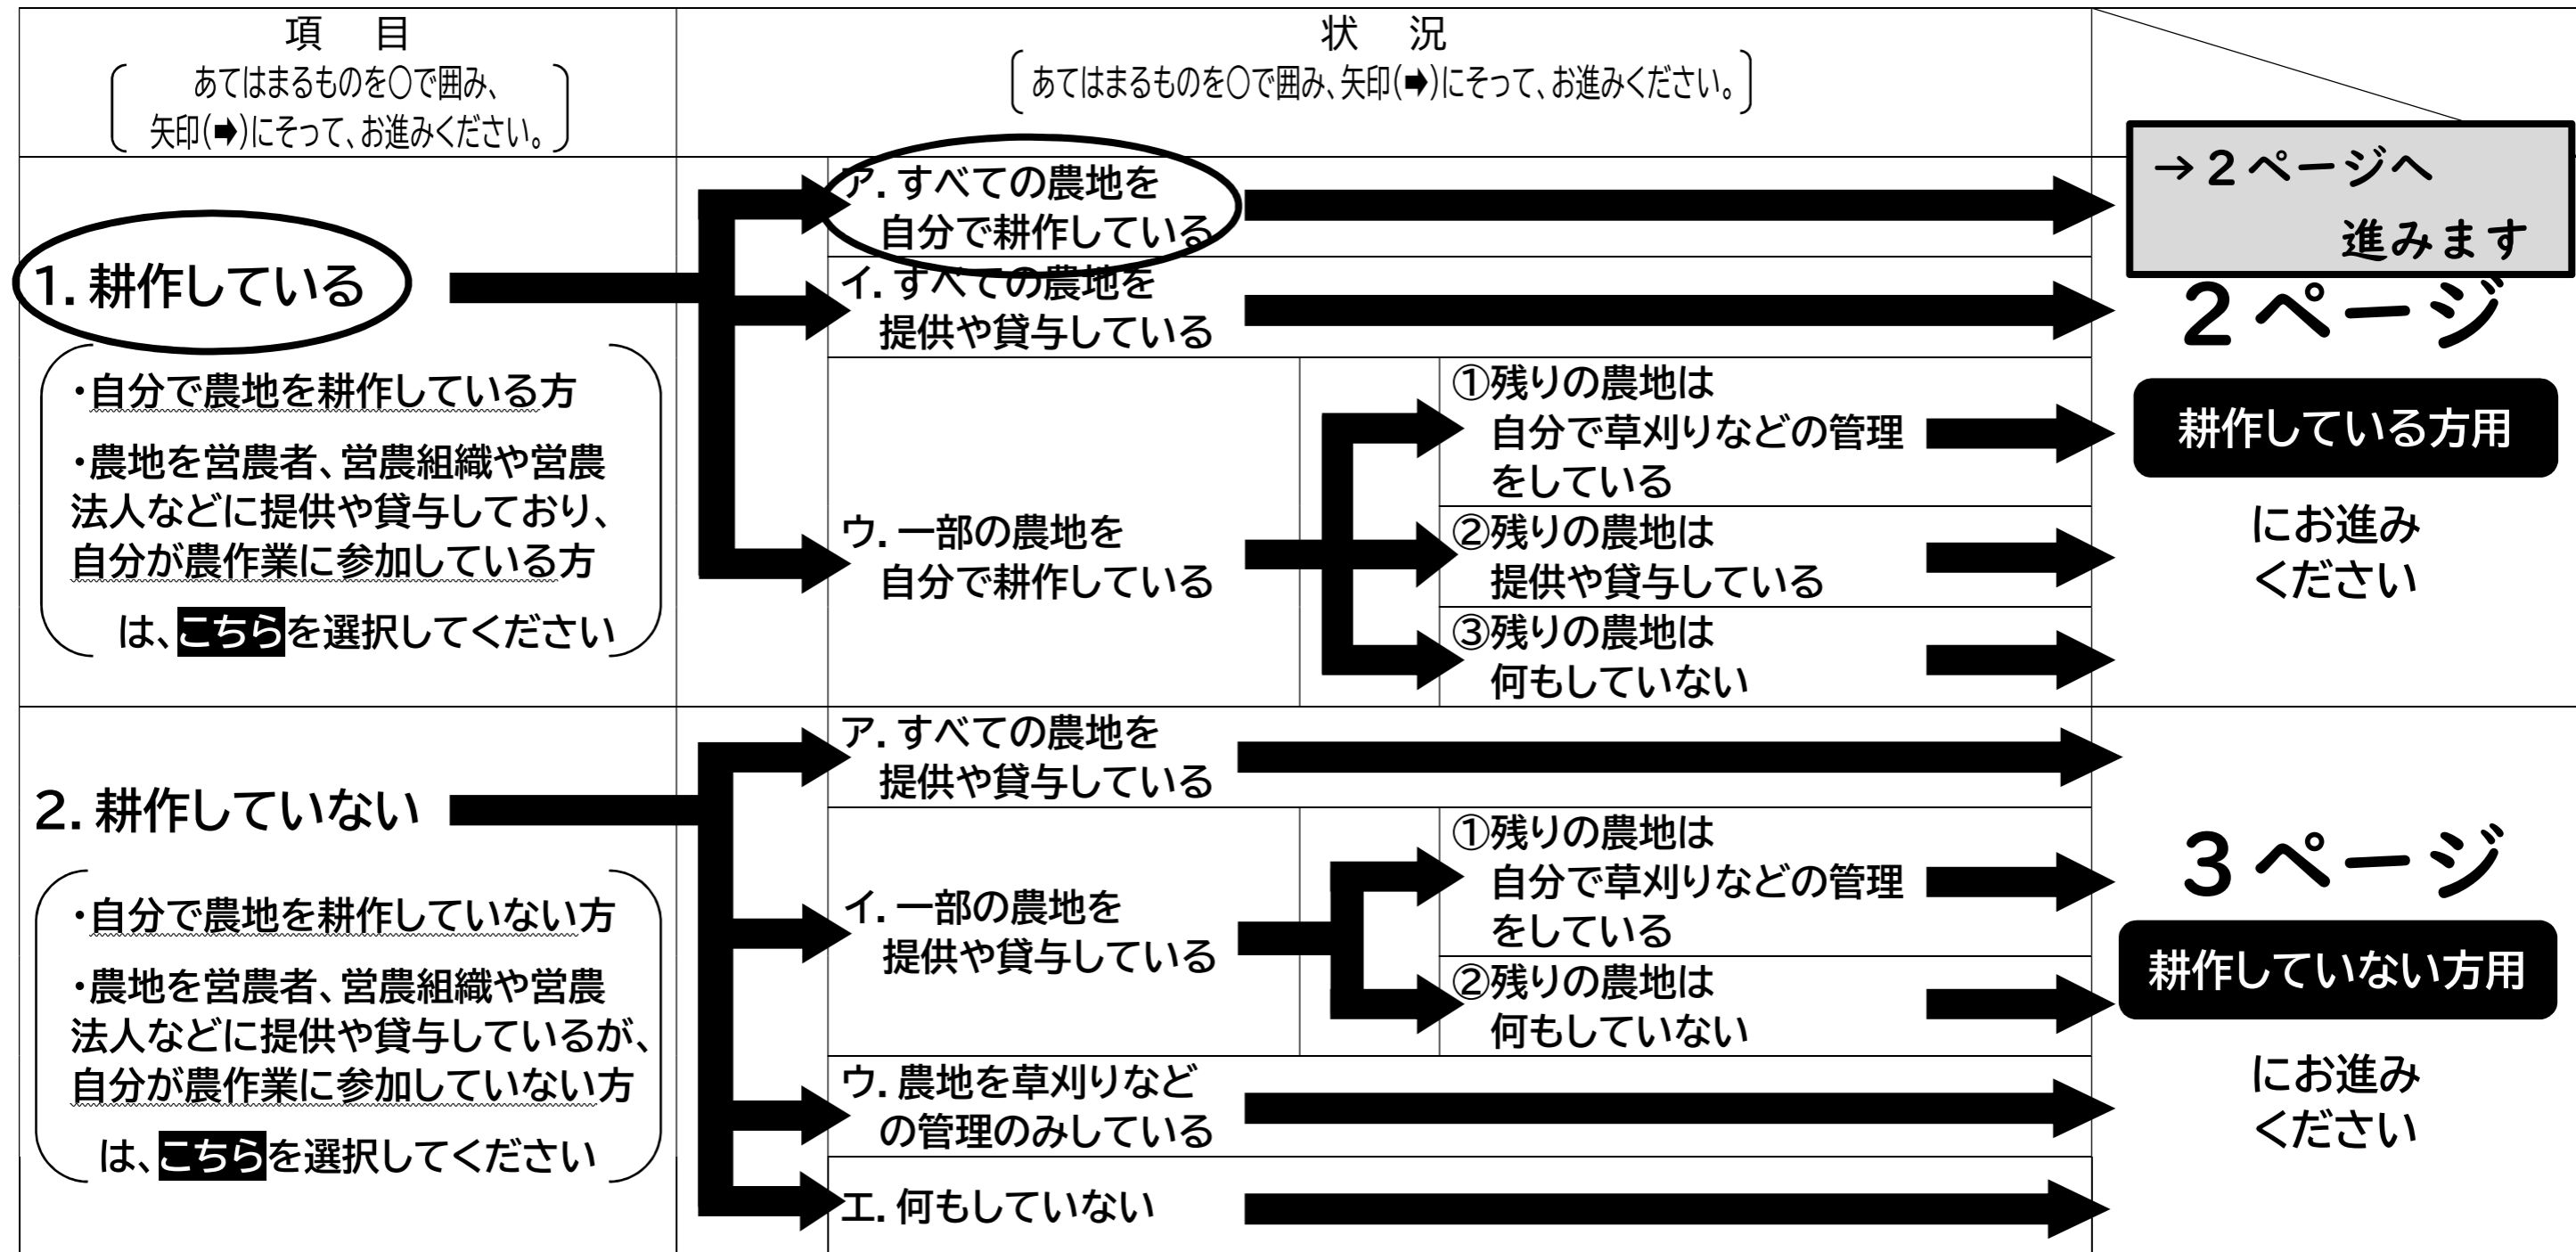 項　目
あてはまるものを〇で囲み、
矢印(➡)にそって、お進みください。
状　況
あてはまるものを〇で囲み、矢印(➡)にそって、お進みください。
1. 耕作している
・自分で農地を耕作している方
・農地を営農者、営農組織や営農
法人などに提供や貸与しており、
自分が農作業に参加している方
は、こちらを選択してください
ア. すべての農地を
自分で耕作している
イ. すべての農地を
提供や貸与している
ウ. 一部の農地を
自分で耕作している
①残りの農地は
自分で草刈りなどの管理
をしている
②残りの農地は
提供や貸与している
③残りの農地は
何もしていない
→２ページへ
進みます
２ページ
耕作している方用
にお進み
ください
2. 耕作していない
・自分で農地を耕作していない方
・農地を営農者、営農組織や営農
法人などに提供や貸与しているが、
自分が農作業に参加していない方
は、こちらを選択してください
ア. すべての農地を
提供や貸与している
イ. 一部の農地を
提供や貸与している
①残りの農地は
自分で草刈りなどの管理
をしている
②残りの農地は
何もしていない
ウ. 農地を草刈りなど
の管理のみしている
エ. 何もしていない
３ページ
耕作していない方用
にお進み
ください